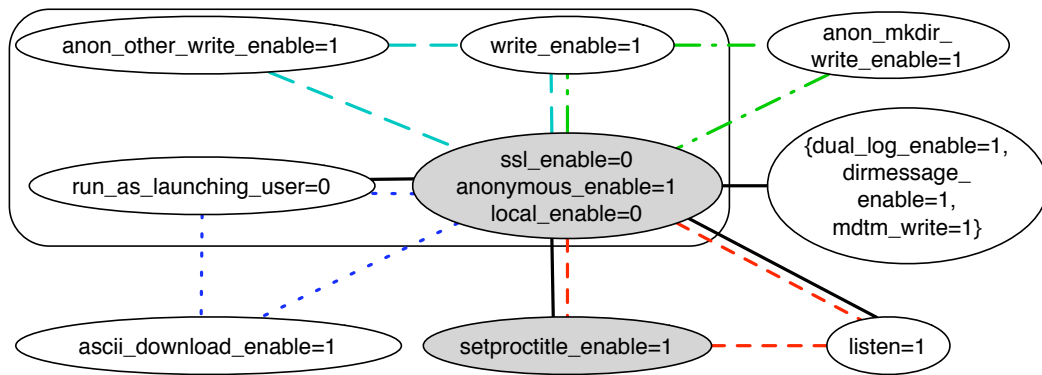 anon_other_write_enable=1
write_enable=1
anon_mkdir_
write_enable=1
run_as_launching_user=0
ssl_enable=0
anonymous_enable=1
local_enable=0
{dual_log_enable=1,
dirmessage_
enable=1,
mdtm_write=1}
ascii_download_enable=1
setproctitle_enable=1
listen=1